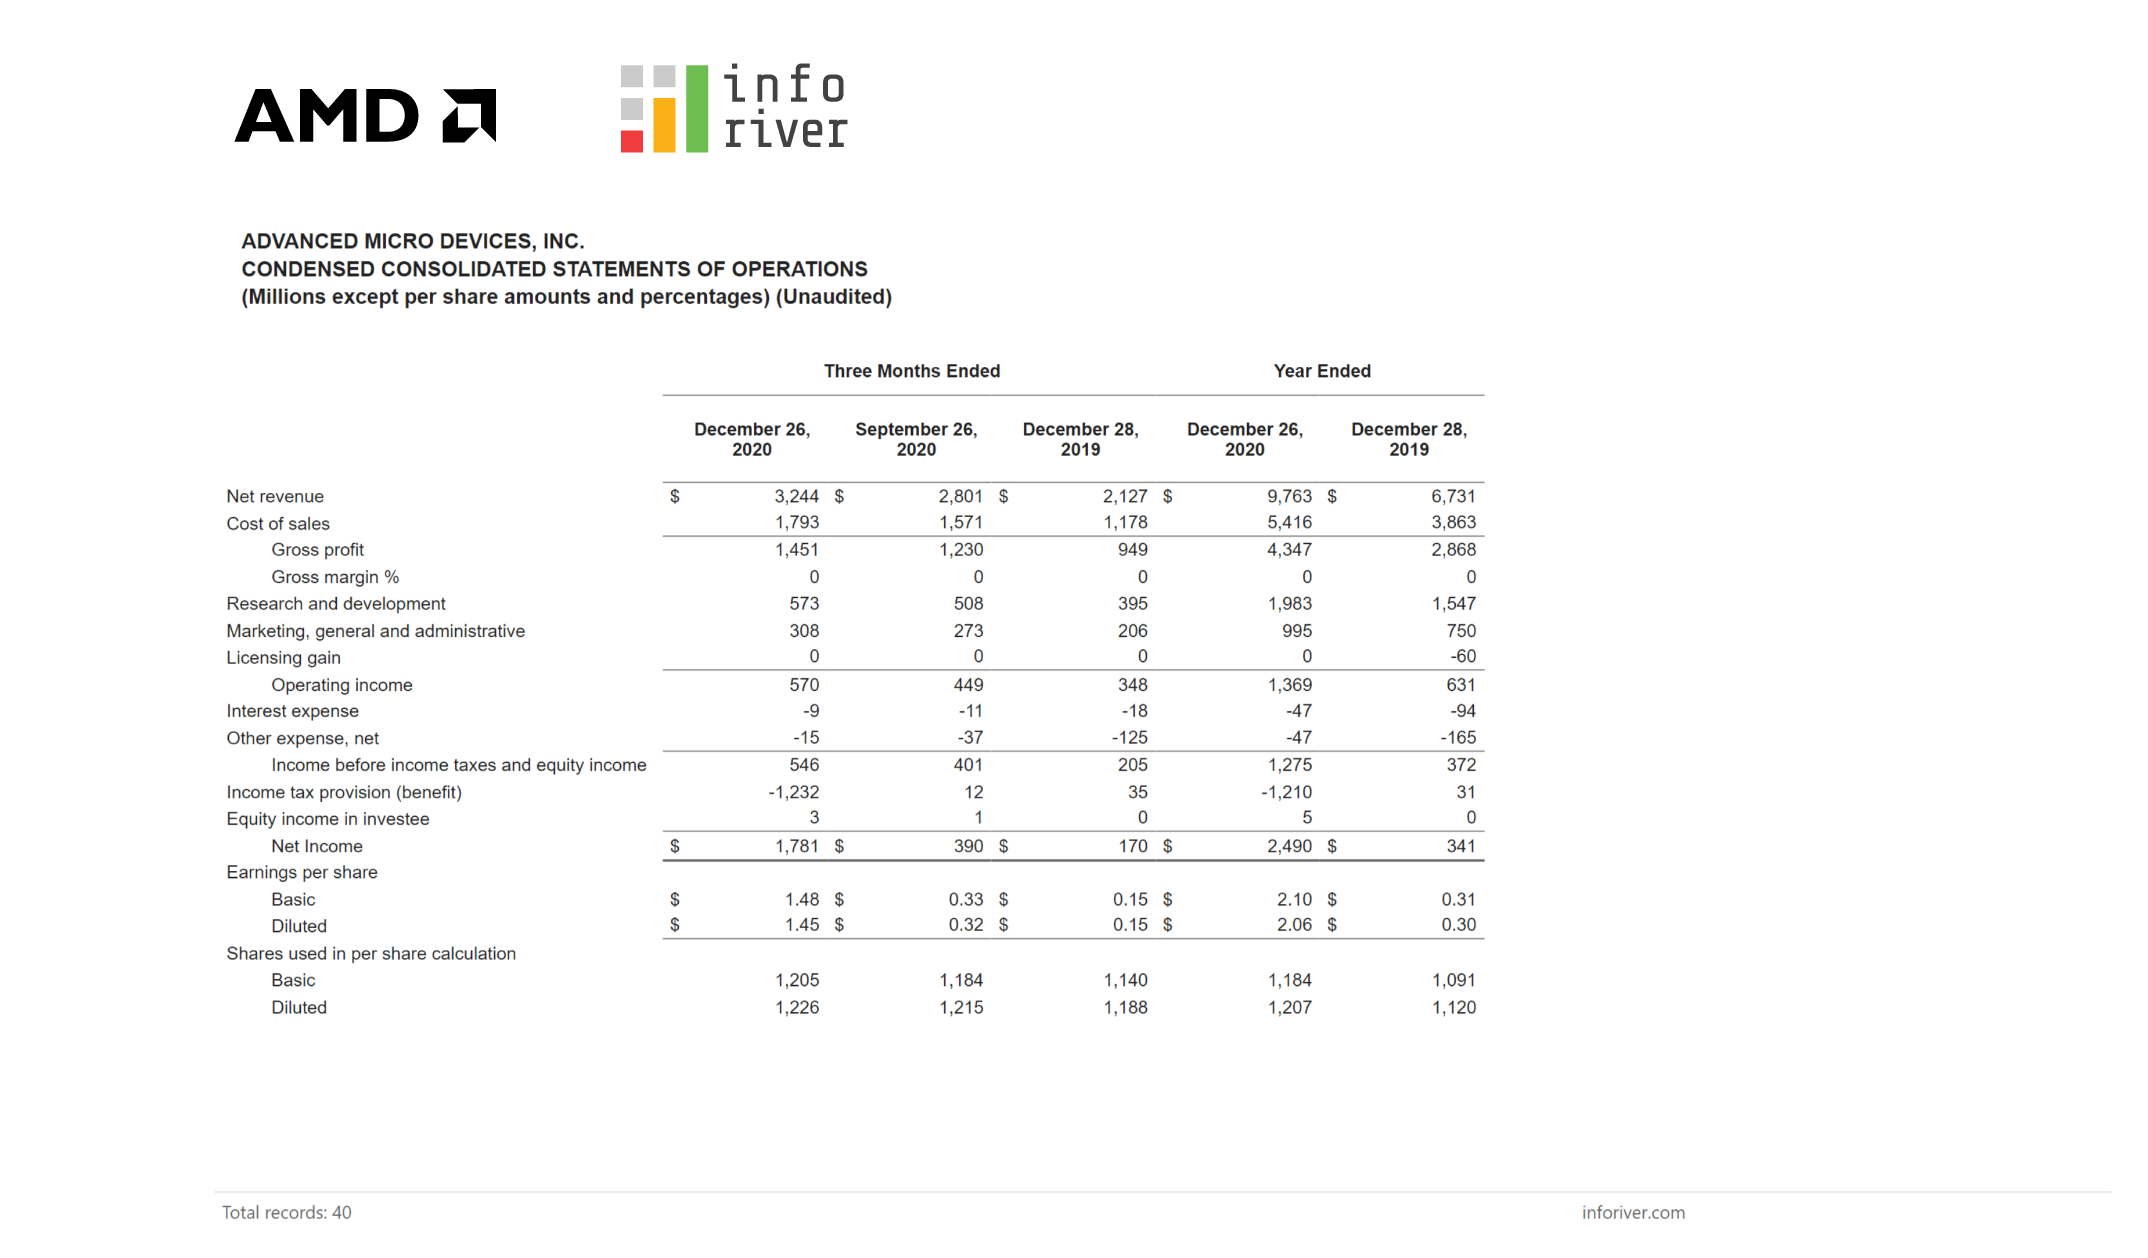 AMD
info
river
ADVANCED MICRO DEVICES, INC.
CONDENSED CONSOLIDATED STATEMENTS OF OPERATIONS
(Millions except per share amounts and percentages) (Unaudited)
Three Months Ended Year Ended
December 26, September 26, December 28, December 26, December 28,
2020 2020 2019 2020 2019
Net revenue $ 3,244 $ 2,801 $ 2,127 $ 9,763 $ 6,731
Cost of sales 1,793 1,571 1,178 5,416 3,863
Gross profit 1,451 1,230 949 4,347 2,868
Gross margin % 0 0 0 0 0
Research and development 573 508 395 1,983 1,547
Marketing, general and administrative 308 273 206 995 750
Licensing gain 0 0 0 0 -60
Operating income 570 449 348 1,369 631
Interest expense -9 -11 -18 -47 -94
Other expense, net -15 -37 -125 -47 -165
Income before income taxes and equity income 546 401 205 1,275 372
Income tax provision (benefit) -1,232 12 35 -1,210 31
Equity income in investee 3 1 0 5 0
Net Income $ 1,781 $ 390 $ 170 $ 2,490 $ 341
Earnings per share
Basic $ 1.48 $ 0.33 $ 0.15 $ 2.10 $ 0.31
Diluted $ 1.45 $ 0.32 $ 0.15 $ 2.06 $ 0.30
Shares used in per share calculation
Basic 1,205 1,184 1,140 1,184 1,091
Diluted 1,226 1,215 1,188 1,207 1,120
Total records: 40 inforiver.com